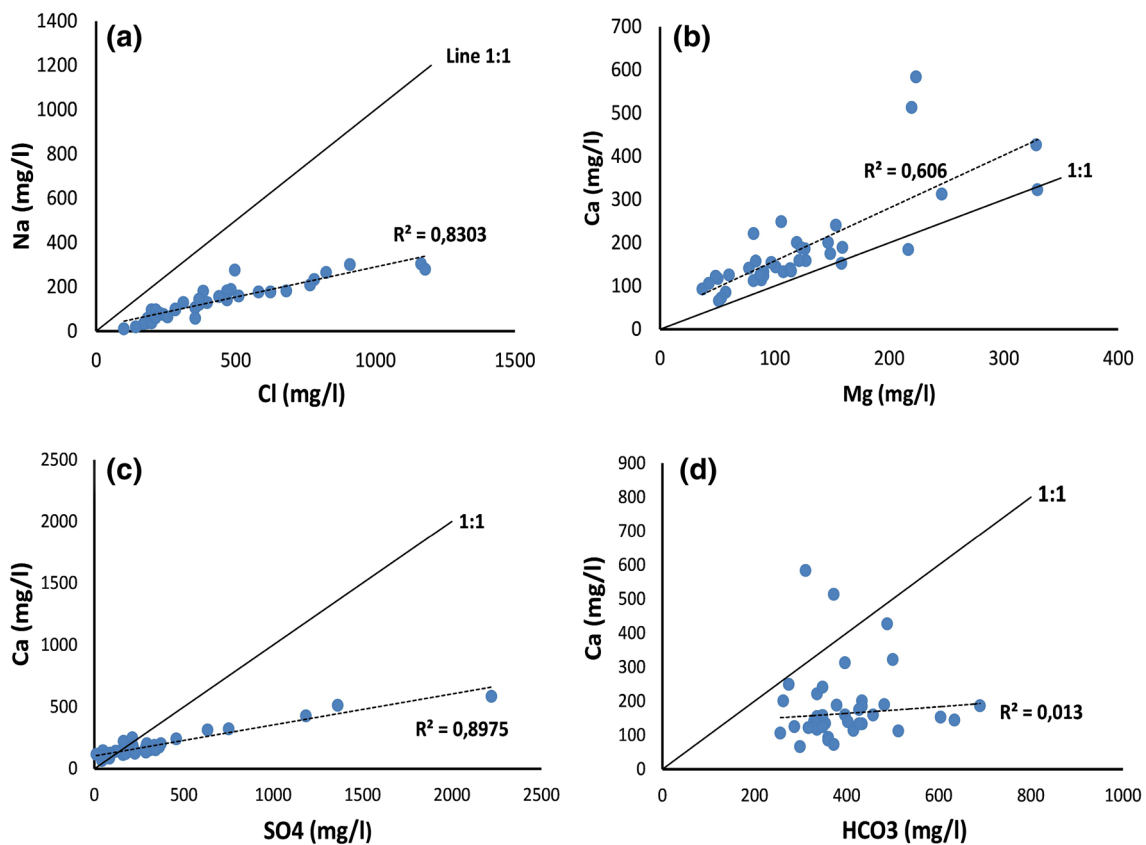 (a)
1400
1200
1000
800
600
400
200
0
Na (mg/l)
Line 1:1
R² = 0,8303
0 500 1000 1500
Cl (mg/l)
(b)
700
600
500
400
300
200
100
0
Ca (mg/l)
R² = 0,606
1:1
0 100 200 300 400
Mg (mg/l)
(c)
2500
2000
1500
1000
500
0
Ca (mg/l)
1:1
R² = 0,8975
0 500 1000 1500 2000 2500
SO4 (mg/l)
(d)
900
800
700
600
500
400
300
200
100
0
Ca (mg/l)
1:1
R² = 0,013
0 200 400 600 800 1000
HCO3 (mg/l)